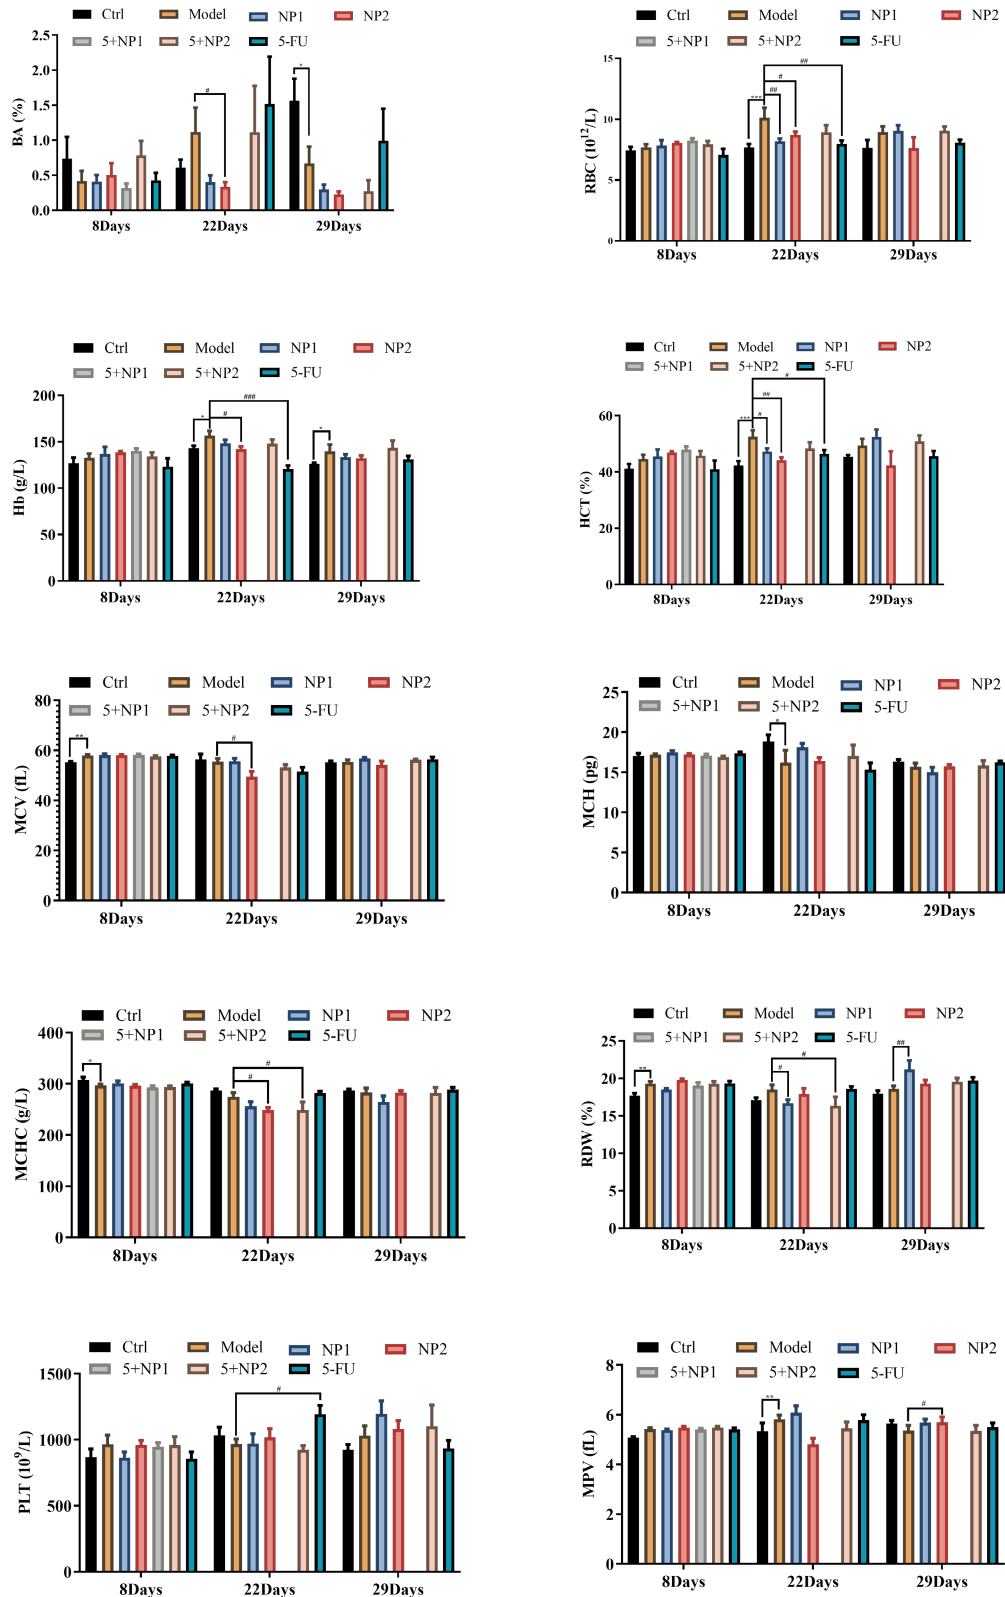 Ctrl Model NP1 NP2
5+NP1 5+NP2 5-FU
BA (%)
2.5
2.0
1.5
1.0
0.5
0.0
#
*
8Days 22Days 29Days
Ctrl Model NP1 NP2
5+NP1 5+NP2 5-FU
RBC (10^12/L)
15
10
5
0
##
#
##
***
8Days 22Days 29Days
Ctrl Model NP1 NP2
5+NP1 5+NP2 5-FU
Hb (g/L)
200
150
100
50
0
###
#
*
*
8Days 22Days 29Days
Ctrl Model NP1 NP2
5+NP1 5+NP2 5-FU
HCT (%)
60
40
20
0
#
##
#
***
8Days 22Days 29Days
Ctrl Model NP1 NP2
5+NP1 5+NP2 5-FU
MCV (fL)
80
60
40
20
0
**
#
8Days 22Days 29Days
Ctrl Model NP1 NP2
5+NP1 5+NP2 5-FU
MCH (pg)
25
20
15
10
5
0
*
8Days 22Days 29Days
Ctrl Model NP1 NP2
5+NP1 5+NP2 5-FU
MCHC (g/L)
400
300
200
100
0
*
#
#
8Days 22Days 29Days
Ctrl Model NP1 NP2
5+NP1 5+NP2 5-FU
RDW (%)
25
20
15
10
5
0
**
#
#
##
8Days 22Days 29Days
Ctrl Model NP1 NP2
5+NP1 5+NP2 5-FU
PLT (10^9/L)
1500
1000
500
0
#
8Days 22Days 29Days
Ctrl Model NP1 NP2
5+NP1 5+NP2 5-FU
MPV (fL)
8
6
4
2
0
**
#
8Days 22Days 29Days